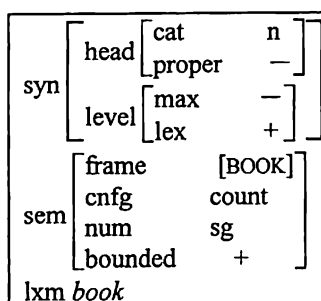 syn
head
cat n
proper −
level
max −
lex +
sem
frame [BOOK]
cnfg count
num sg
bounded +
lxm book